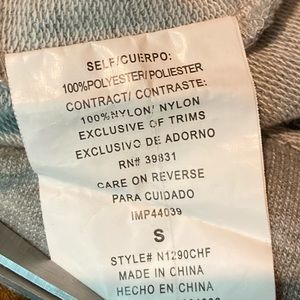 SELF/CUERPO:
100%POLYESTER/POLIESTER
CONTRACT/ CONTRASTE:
100%NYLON/ NYLON
EXCLUSIVE OF TRIMS
EXCLUSIVO DE ADORNO
RN# 39831
CARE ON REVERSE
PARA CUIDADO
IMP44039
S
STYLE# N1290CHF
MADE IN CHINA
HECHO EN CHINA